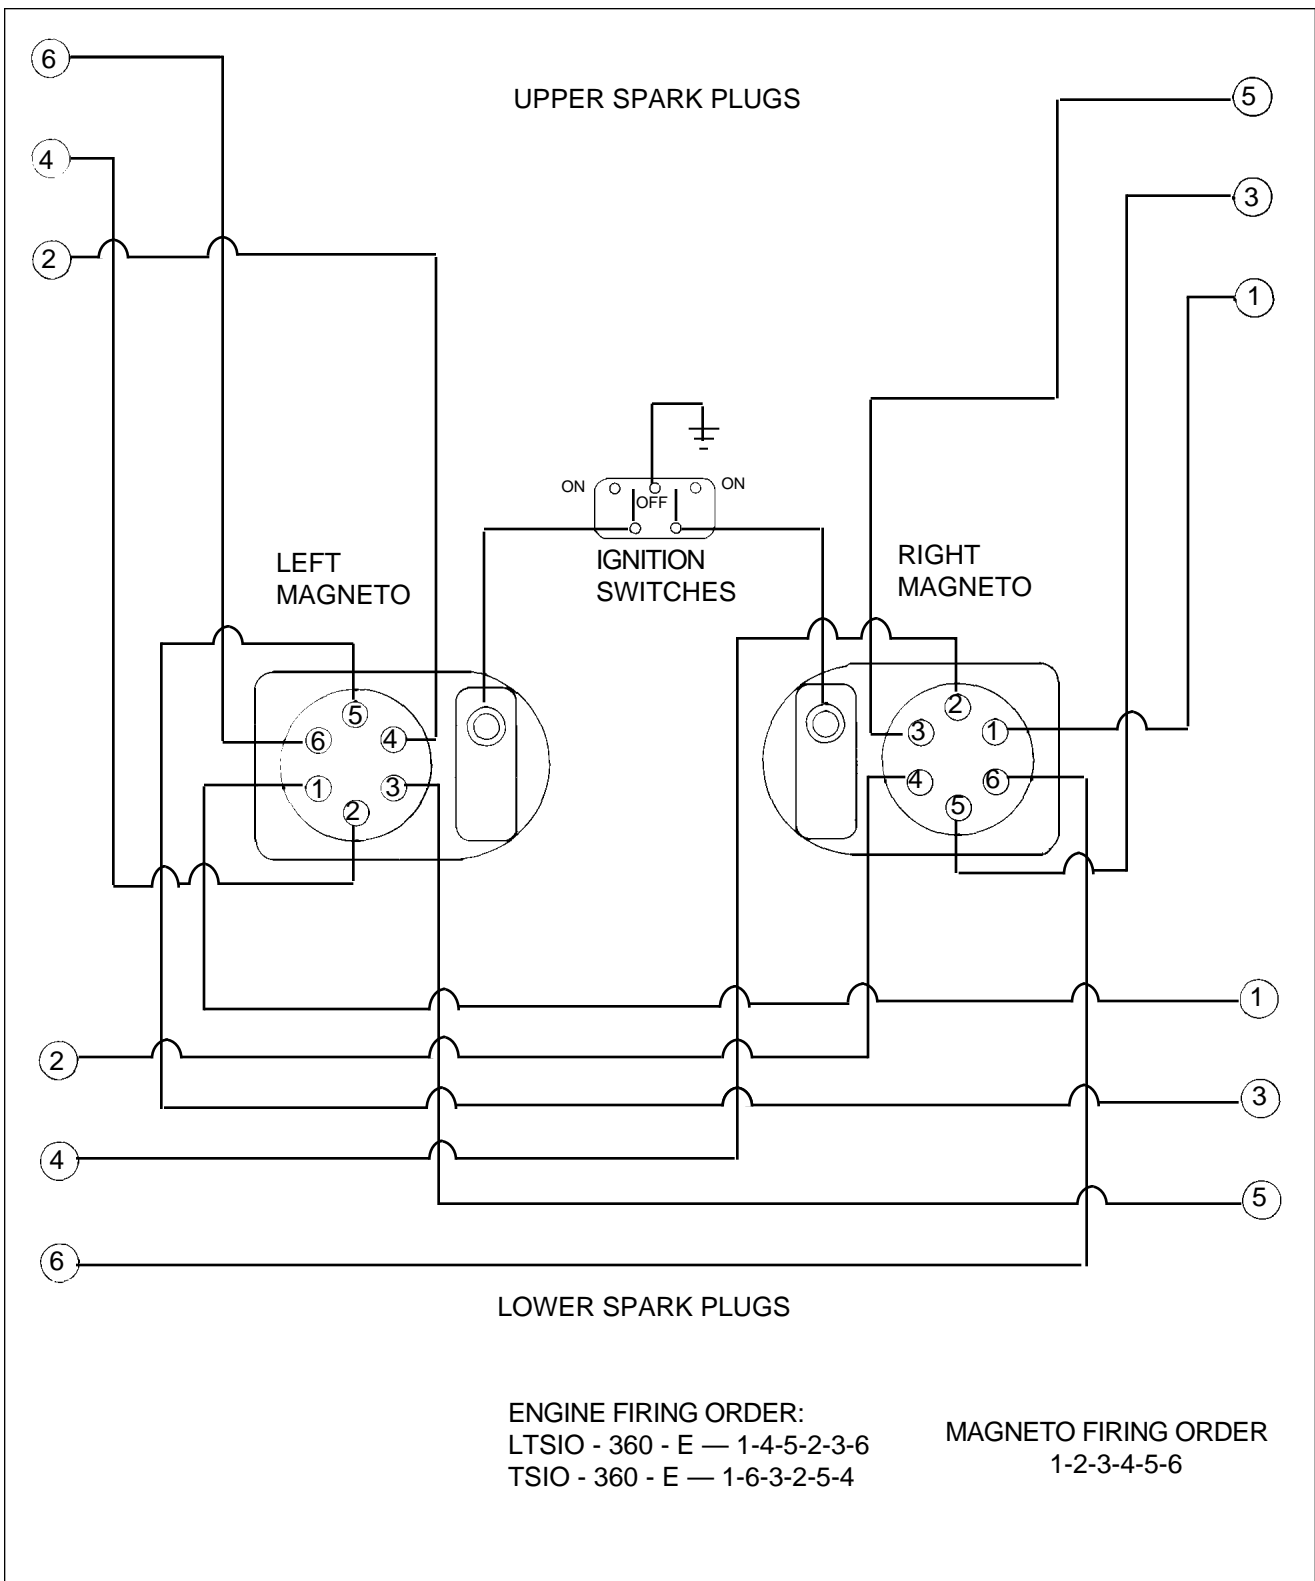 6
UPPER SPARK PLUGS
5
4
3
2
1
ON
OFF
ON
LEFT
MAGNETO
IGNITION
SWITCHES
RIGHT
MAGNETO
5
6
4
1
3
2
2
3
1
4
6
5
1
2
3
4
5
6
LOWER SPARK PLUGS
ENGINE FIRING ORDER:
LTSIO - 360 - E — 1-4-5-2-3-6
TSIO - 360 - E — 1-6-3-2-5-4
MAGNETO FIRING ORDER
1-2-3-4-5-6